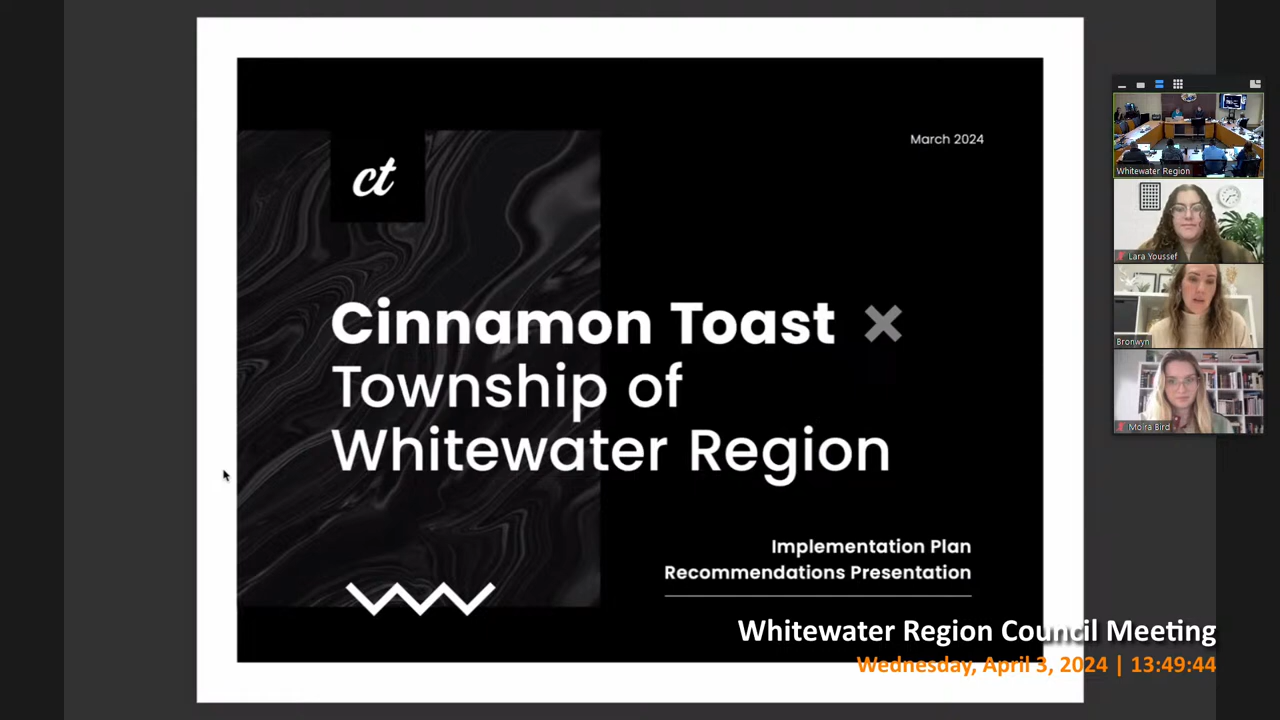 March 2024
ct
Cinnamon Toast ×
Township of
Whitewater Region
Implementation Plan
Recommendations Presentation
Whitewater Region Council Meeting
Wednesday, April 3, 2024 | 13:49:44
Whitewater Region
Lara Youssef
Bronwyn
Moira Bird